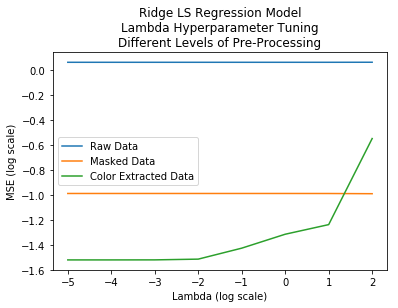 Ridge LS Regression Model
Lambda Hyperparameter Tuning
Different Levels of Pre-Processing
0.0
−0.2
−0.4
−0.6
−0.8
−1.0
−1.2
−1.4
−1.6
MSE (log scale)
Raw Data
Masked Data
Color Extracted Data
−5 −4 −3 −2 −1 0 1 2
Lambda (log scale)